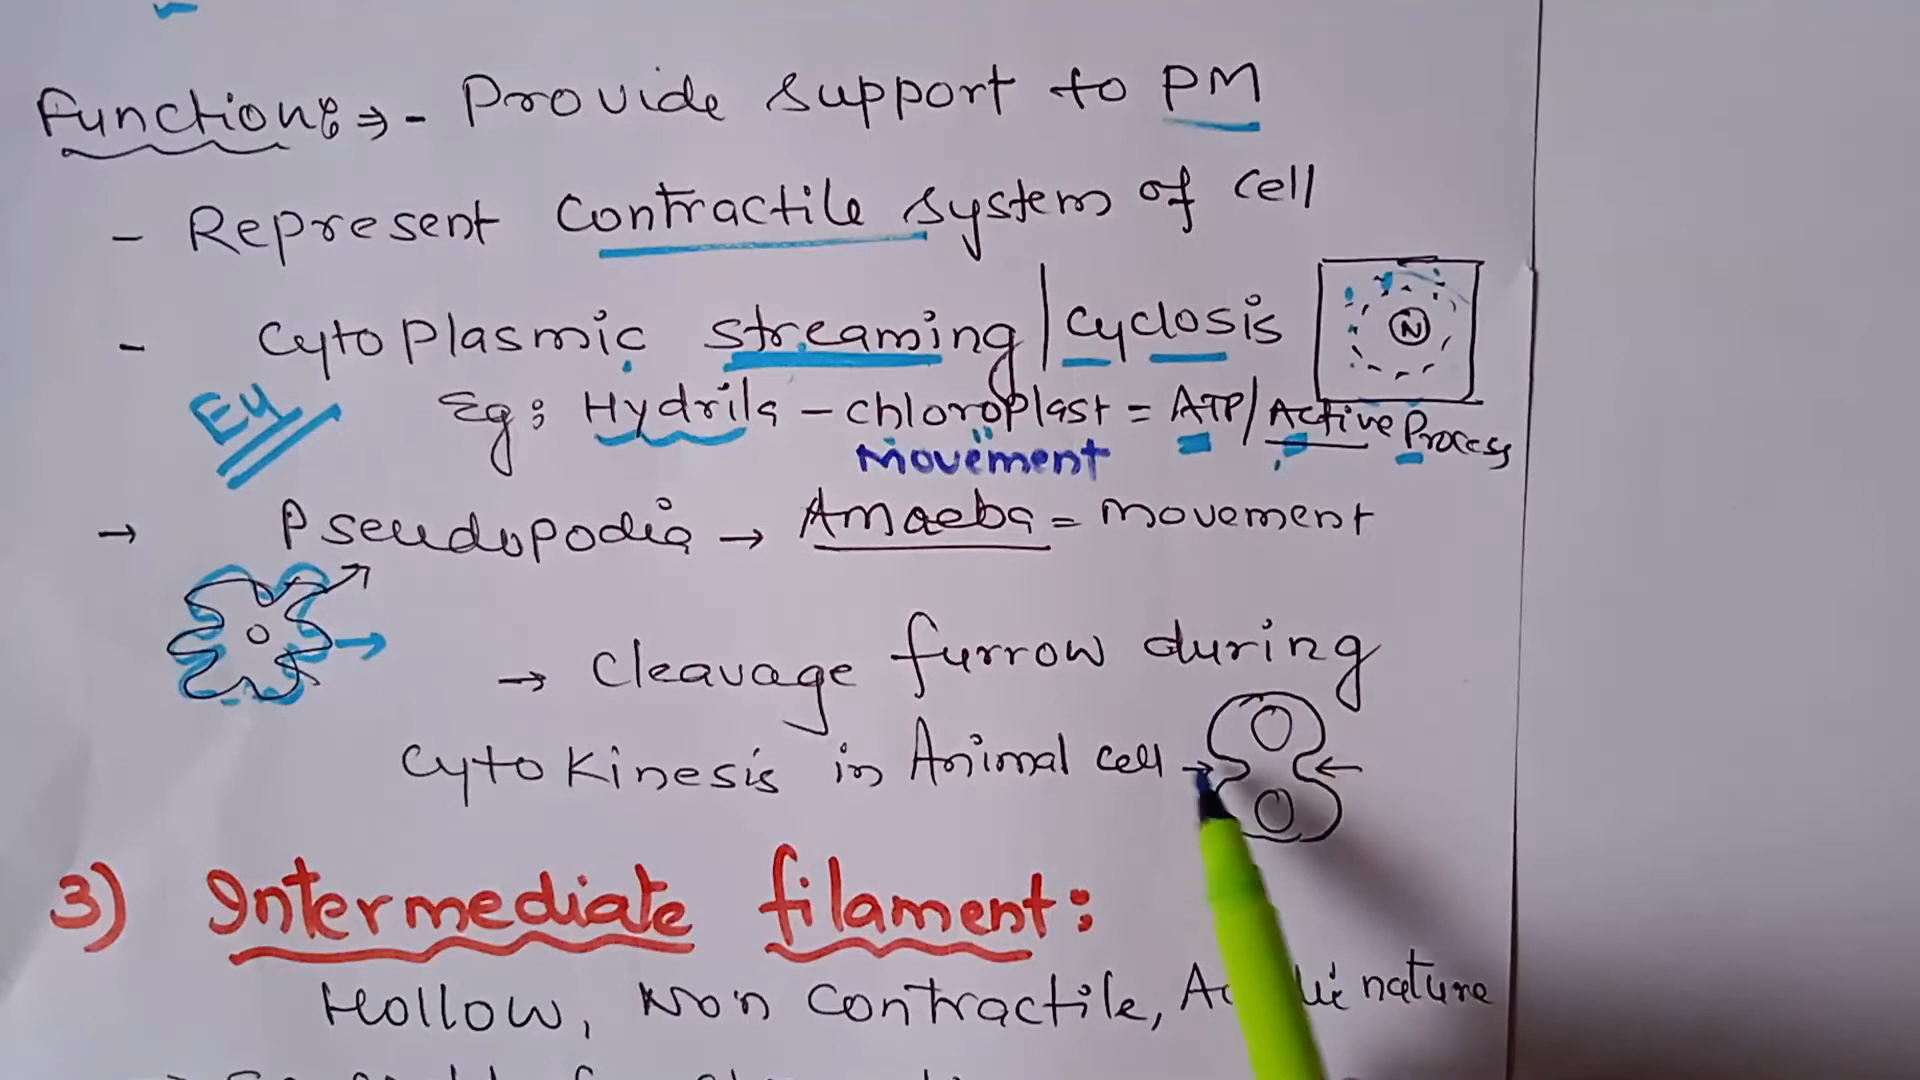 Functions ⇒ - Provide support to PM
- Represent Contractile system of cell
- Cytoplasmic streaming / cyclosis
N
Eg: Hydrila - chloroplast = ATP/Active Process
movement
→ Pseudopodia → Amaeba = movement
→ Cleavage furrow during
Cytokinesis in Animal cell →
3) Intermediate filament:
Hollow, Non contractile, nature